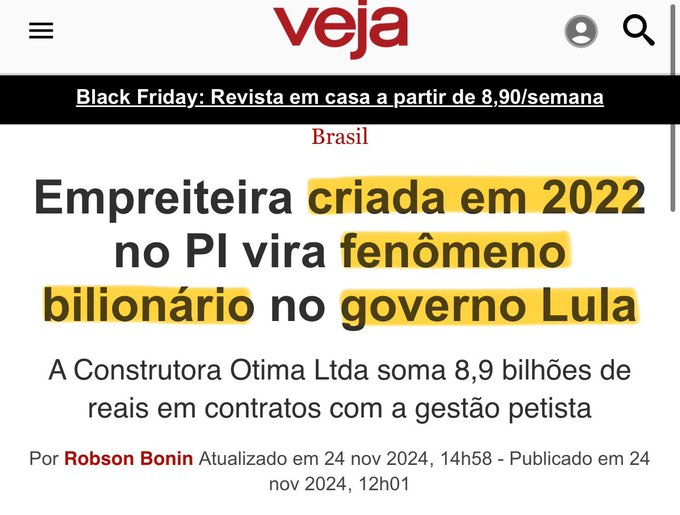 veja
Black Friday: Revista em casa a partir de 8,90/semana
Brasil
Empreiteira criada em 2022
no PI vira fenômeno
bilionário no governo Lula
A Construtora Otima Ltda soma 8,9 bilhões de
reais em contratos com a gestão petista
Por Robson Bonin Atualizado em 24 nov 2024, 14h58 - Publicado em 24
nov 2024, 12h01